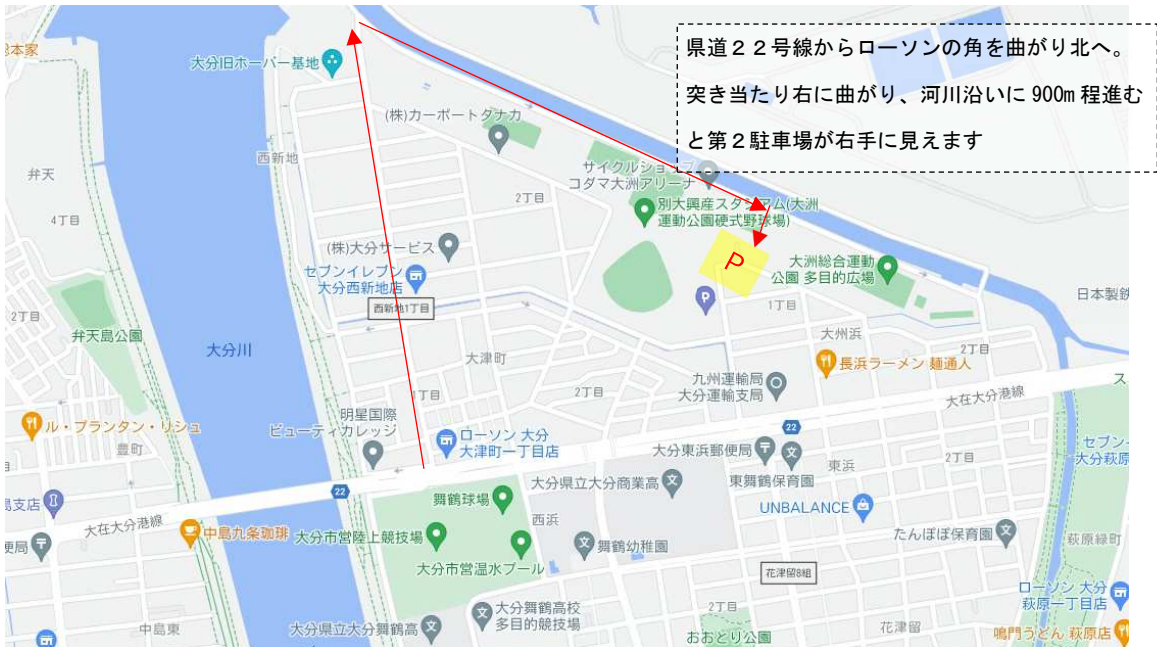 県道２２号線からローソンの角を曲がり北へ。
突き当たり右に曲がり、河川沿いに 900m 程進む
と第２駐車場が右手に見えます
本家
大分旧ホーバー基地
(株)カーポートタナカ
西新地
弁天
4丁目
2丁目
サイクルショップ
コダマ大洲アリーナ
別大興産スタジアム(大洲
運動公園硬式野球場)
P
大洲総合運動
公園 多目的広場
P
1丁目
日本製鉄
(株)大分サービス
セブンイレブン
大分西新地店
西新地1丁目
2丁目
弁天島公園
大分川
大津町
大州浜
2丁目
長浜ラーメン 麺通人
九州運輸局
大分運輸支局
2丁目
1丁目
ス
大在大分港線
22
明星国際
ビューティカレッジ
ローソン 大分
大津町一丁目店
ル・プランタン・リシュ
豊町
大分東浜郵便局
東舞鶴保育園
東浜
2丁目
セブン-
大分萩原
22
舞鶴球場
大分県立大分商業高
西浜
UNBALANCE
島支店
大在大分港線
中島九条珈琲
大分市営陸上競技場
大分市営温水プール
舞鶴幼稚園
たんぽぽ保育園
萩原緑町
便局
花津留8組
ローソン 大分
萩原一丁目店
大分舞鶴高校
多目的競技場
2丁目
中島東
大分県立大分舞鶴高
おおとり公園
花津留
鳴門うどん 萩原店